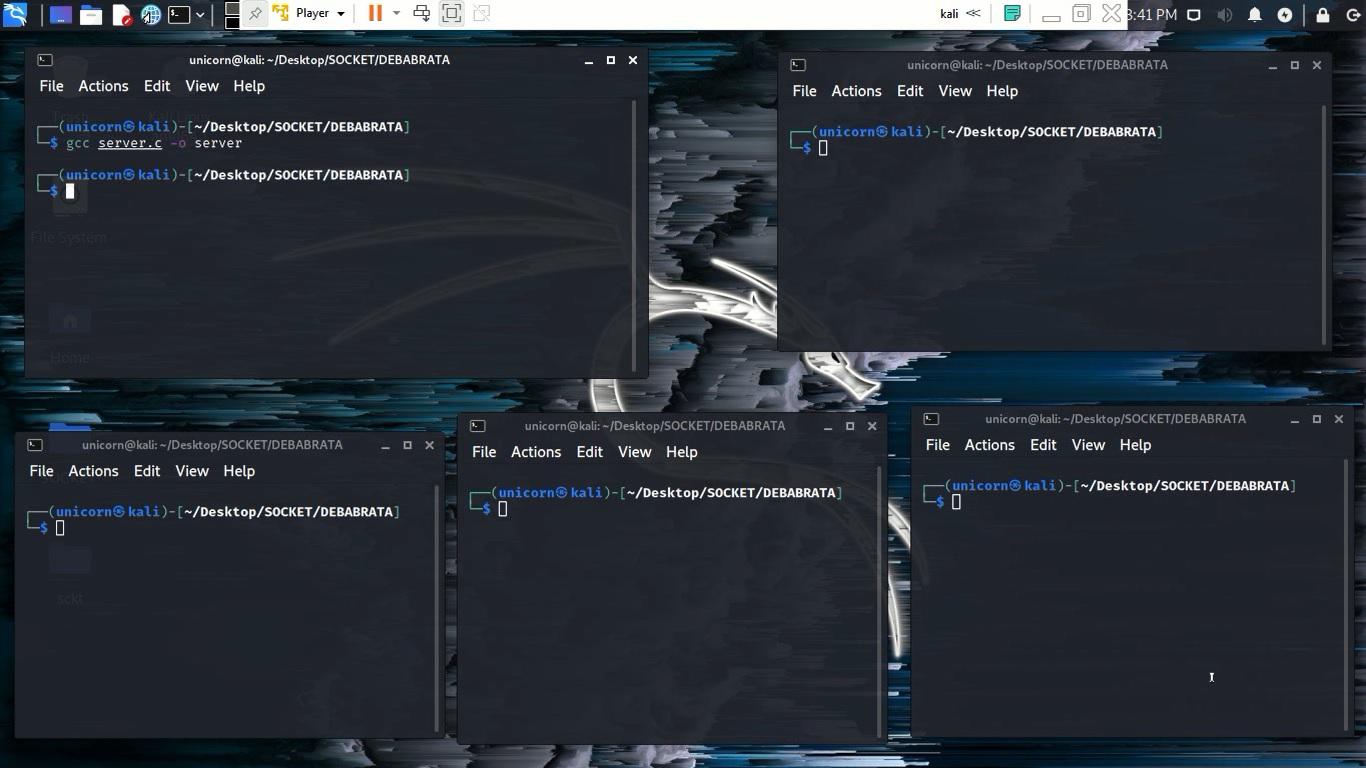 Player
kali
3:41 PM
unicorn@kali: ~/Desktop/SOCKET/DEBABRATA
File Actions Edit View Help
┌──(unicorn㉿kali)-[~/Desktop/SOCKET/DEBABRATA]
└─$ gcc server.c -o server
┌──(unicorn㉿kali)-[~/Desktop/SOCKET/DEBABRATA]
└─$
File System
Home
unicorn@kali: ~/Desktop/SOCKET/DEBABRATA
File Actions Edit View Help
┌──(unicorn㉿kali)-[~/Desktop/SOCKET/DEBABRATA]
└─$
unicorn@kali: ~/Desktop/SOCKET/DEBABRATA
File Actions Edit View Help
┌──(unicorn㉿kali)-[~/Desktop/SOCKET/DEBABRATA]
└─$
sckt
unicorn@kali: ~/Desktop/SOCKET/DEBABRATA
File Actions Edit View Help
┌──(unicorn㉿kali)-[~/Desktop/SOCKET/DEBABRATA]
└─$
unicorn@kali: ~/Desktop/SOCKET/DEBABRATA
File Actions Edit View Help
┌──(unicorn㉿kali)-[~/Desktop/SOCKET/DEBABRATA]
└─$